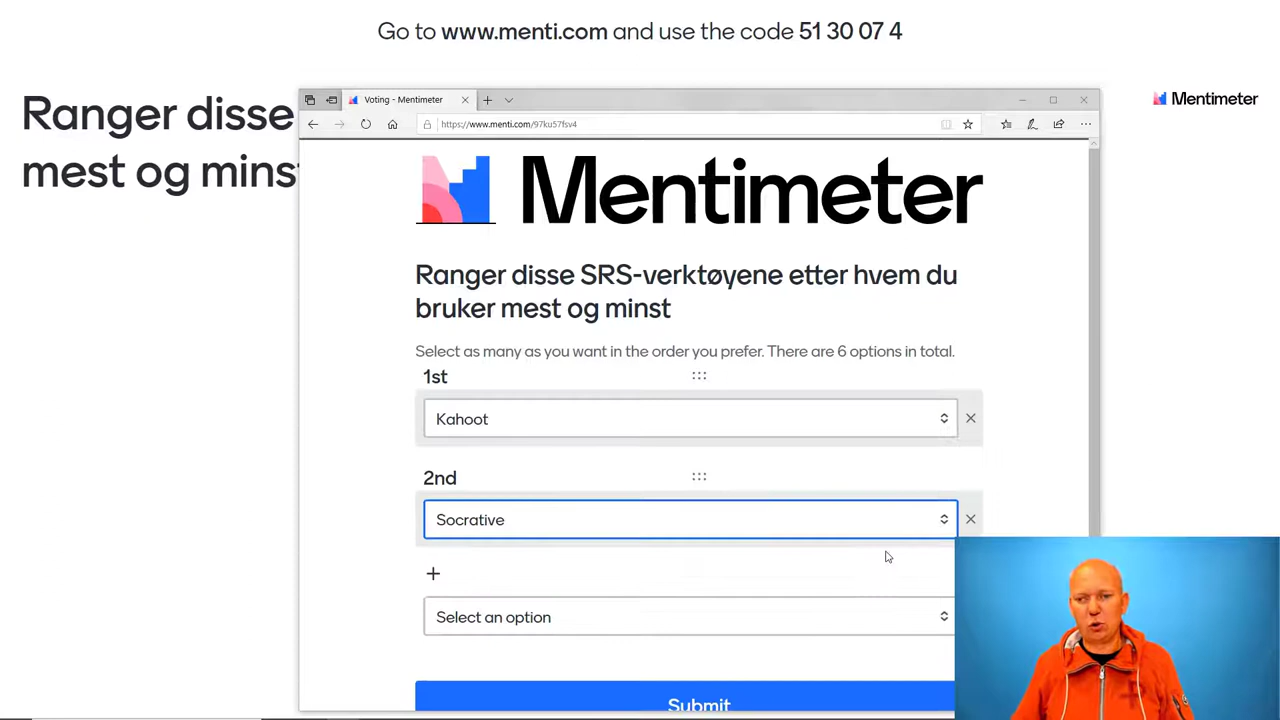 Go to www.menti.com and use the code 51 30 07 4
Ranger disse
mest og mins
Mentimeter
Voting - Mentimeter
https://www.menti.com/97ku57fsv4
Mentimeter
Ranger disse SRS-verktøyene etter hvem du
bruker mest og minst
Select as many as you want in the order you prefer. There are 6 options in total.
1st
Kahoot
2nd
Socrative
Select an option
Submit